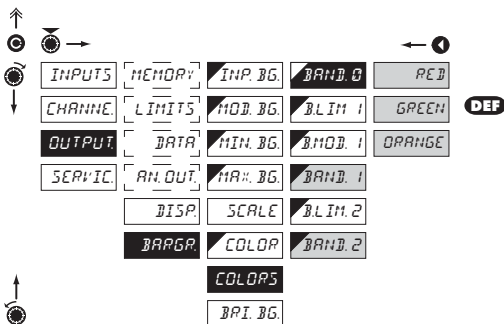 C
INPUTS MEMORY INP. BG. BAND. 0 RED
CHANNE. LIMITS MOD. BG. B.LIM 1 GREEN DEF
OUTPUT. DATA MIN. BG. B.MOD. 1 ORANGE
SERVIC. AN. OUT. MAX. BG. BAND. 1
DISP. SCALE B.LIM. 2
BARGR. COLOR BAND. 2
COLORS
BRI. BG.